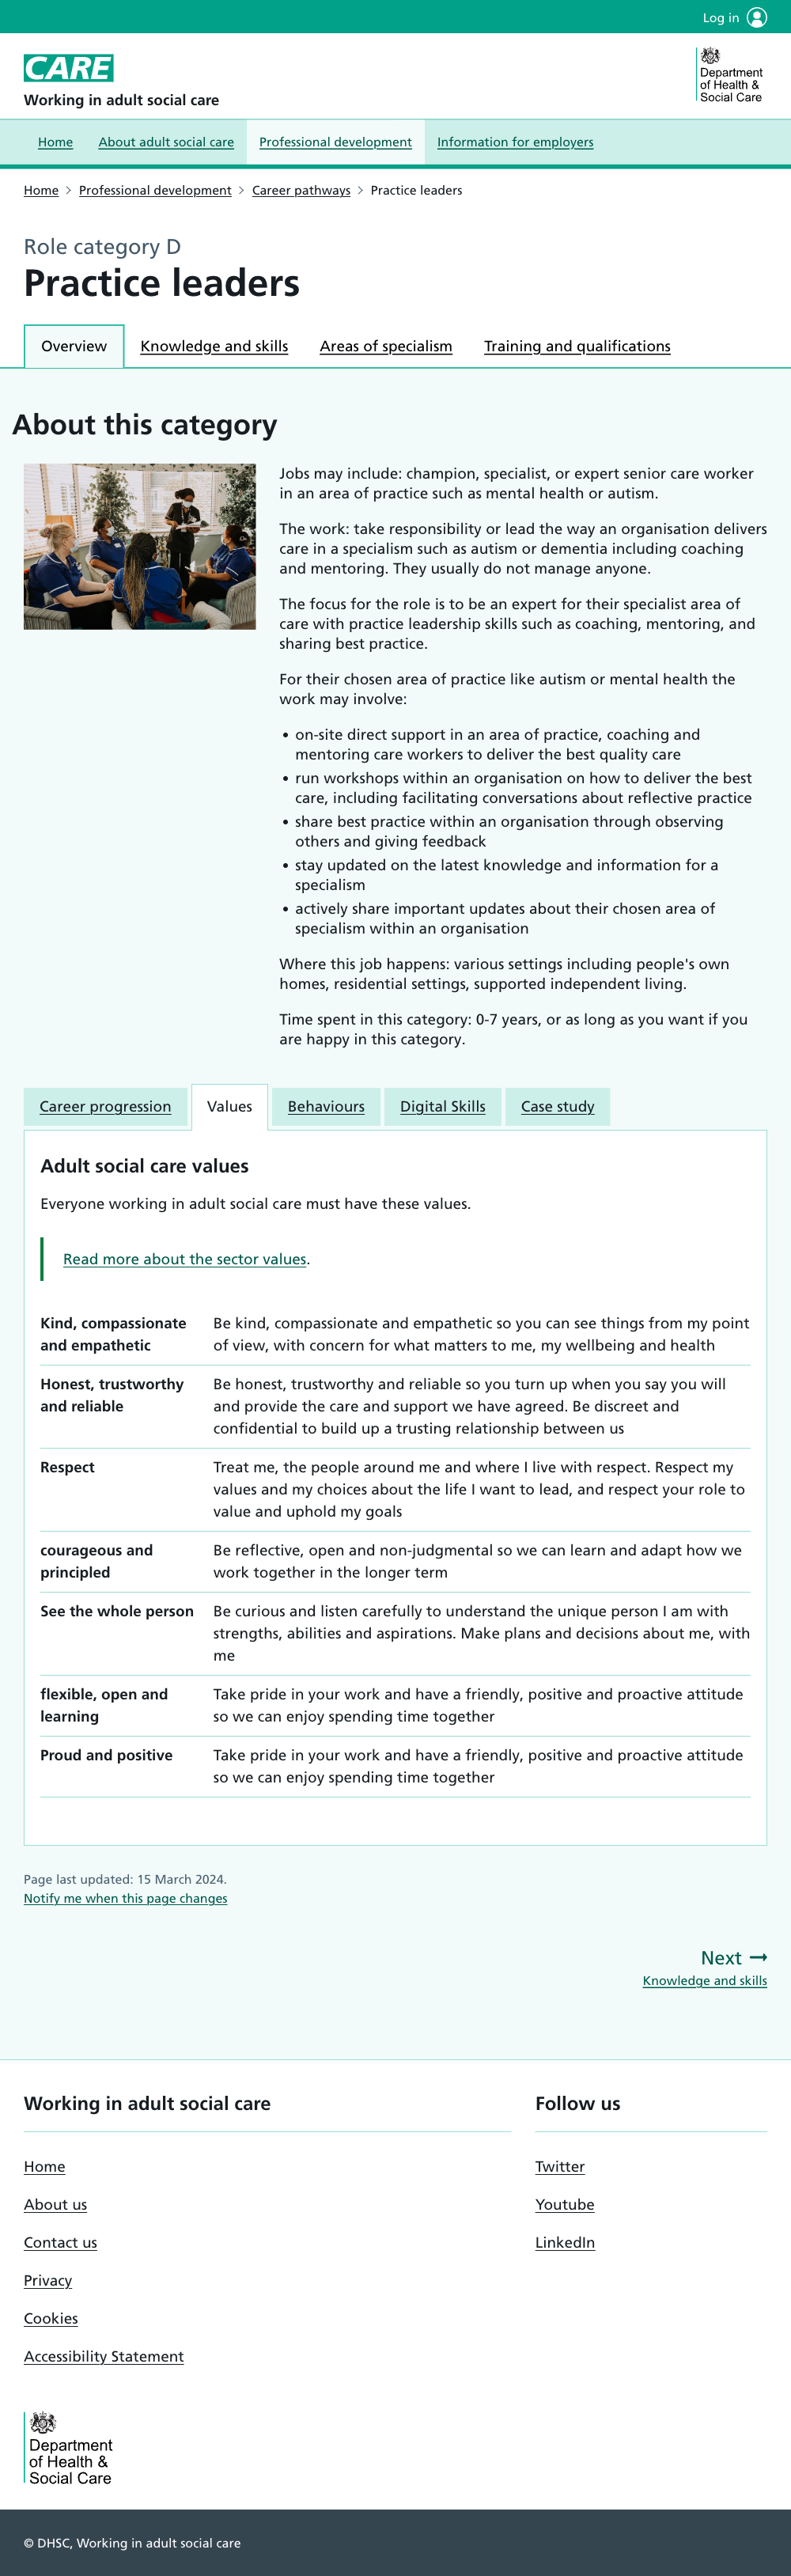 Log in
CARE
Working in adult social care
Department
of Health &
Social Care
Home
About adult social care
Professional development
Information for employers
Home
Professional development
Career pathways
Practice leaders
Role category D
Practice leaders
Overview
Knowledge and skills
Areas of specialism
Training and qualifications
About this category
Jobs may include: champion, specialist, or expert senior care worker
in an area of practice such as mental health or autism.
The work: take responsibility or lead the way an organisation delivers
care in a specialism such as autism or dementia including coaching
and mentoring. They usually do not manage anyone.
The focus for the role is to be an expert for their specialist area of
care with practice leadership skills such as coaching, mentoring, and
sharing best practice.
For their chosen area of practice like autism or mental health the
work may involve:
• on-site direct support in an area of practice, coaching and
mentoring care workers to deliver the best quality care
• run workshops within an organisation on how to deliver the best
care, including facilitating conversations about reflective practice
• share best practice within an organisation through observing
others and giving feedback
• stay updated on the latest knowledge and information for a
specialism
• actively share important updates about their chosen area of
specialism within an organisation
Where this job happens: various settings including people's own
homes, residential settings, supported independent living.
Time spent in this category: 0-7 years, or as long as you want if you
are happy in this category.
Career progression
Values
Behaviours
Digital Skills
Case study
Adult social care values
Everyone working in adult social care must have these values.
Read more about the sector values.
Kind, compassionate
and empathetic
Be kind, compassionate and empathetic so you can see things from my point
of view, with concern for what matters to me, my wellbeing and health
Honest, trustworthy
and reliable
Be honest, trustworthy and reliable so you turn up when you say you will
and provide the care and support we have agreed. Be discreet and
confidential to build up a trusting relationship between us
Respect
Treat me, the people around me and where I live with respect. Respect my
values and my choices about the life I want to lead, and respect your role to
value and uphold my goals
courageous and
principled
Be reflective, open and non-judgmental so we can learn and adapt how we
work together in the longer term
See the whole person
Be curious and listen carefully to understand the unique person I am with
strengths, abilities and aspirations. Make plans and decisions about me, with
me
flexible, open and
learning
Take pride in your work and have a friendly, positive and proactive attitude
so we can enjoy spending time together
Proud and positive
Take pride in your work and have a friendly, positive and proactive attitude
so we can enjoy spending time together
Page last updated: 15 March 2024.
Notify me when this page changes
Next
Knowledge and skills
Working in adult social care
Home
About us
Contact us
Privacy
Cookies
Accessibility Statement
Follow us
Twitter
Youtube
LinkedIn
Department
of Health &
Social Care
© DHSC, Working in adult social care